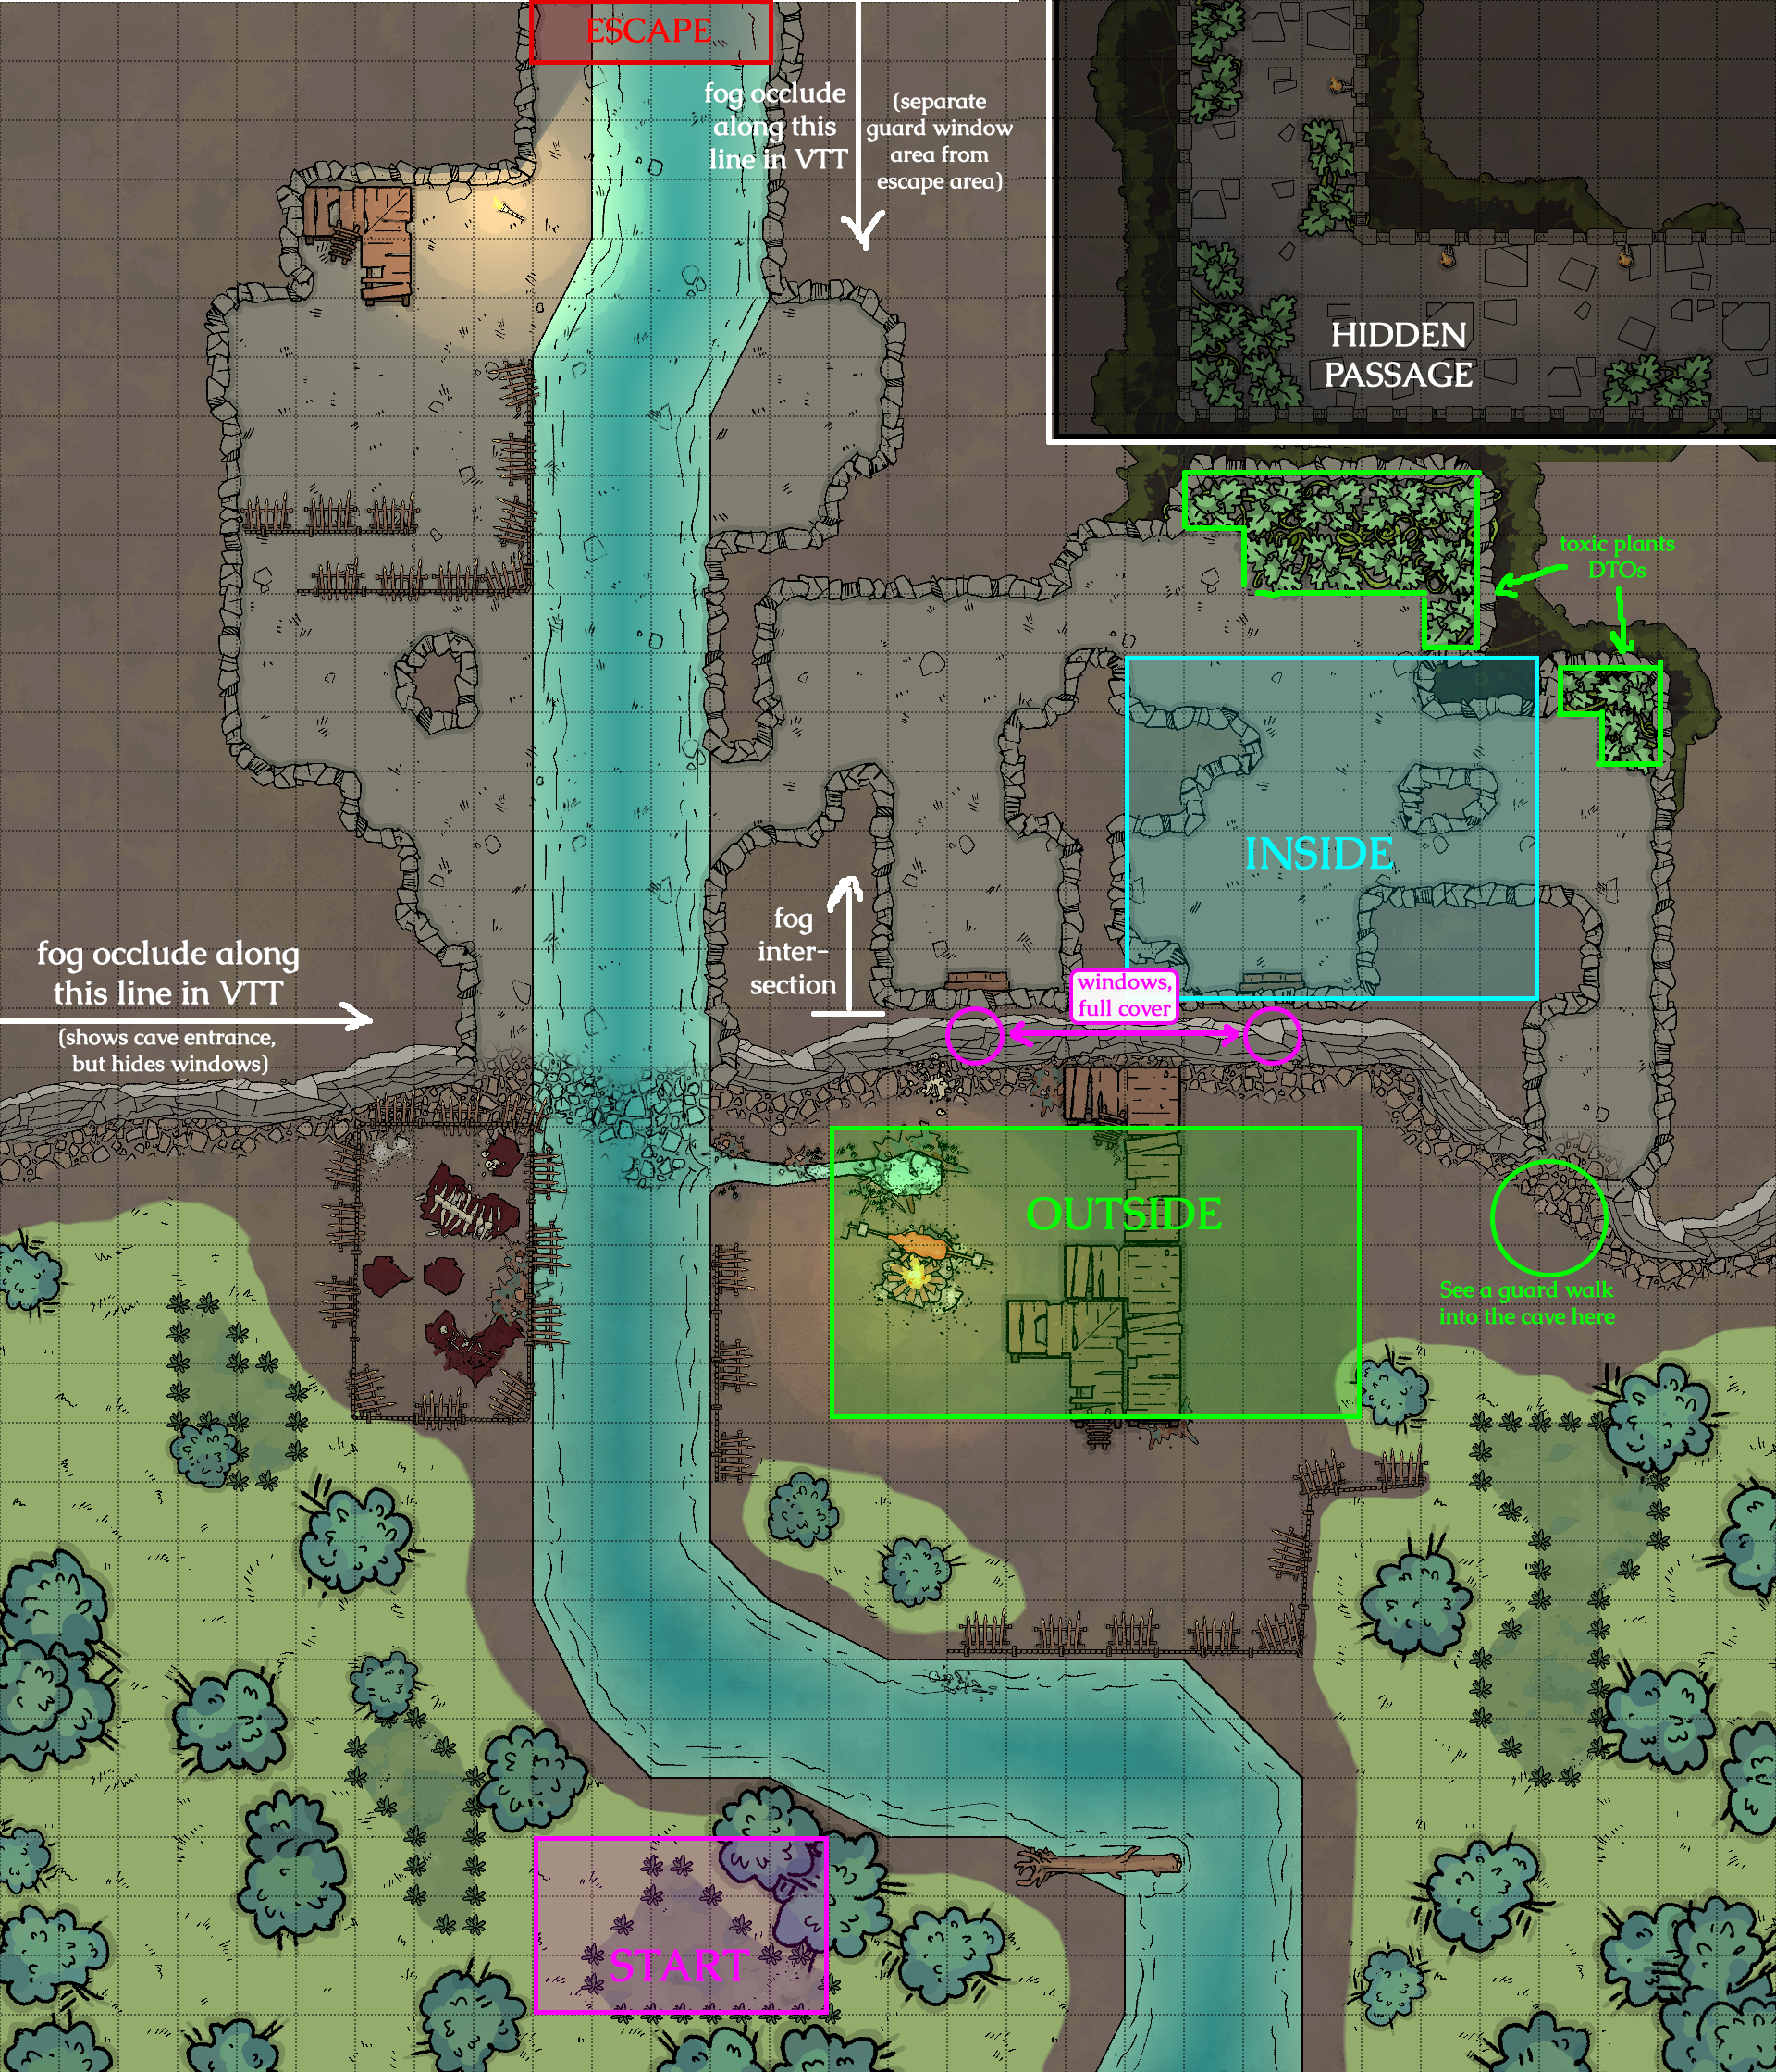 ESCAPE
fog occlude
along this
line in VTT
(separate
guard window
area from
escape area)
HIDDEN
PASSAGE
toxic plants
DTOs
INSIDE
fog occlude along
this line in VTT
(shows cave entrance,
but hides windows)
fog
inter-
section
windows,
full cover
OUTSIDE
See a guard walk
into the cave here
START